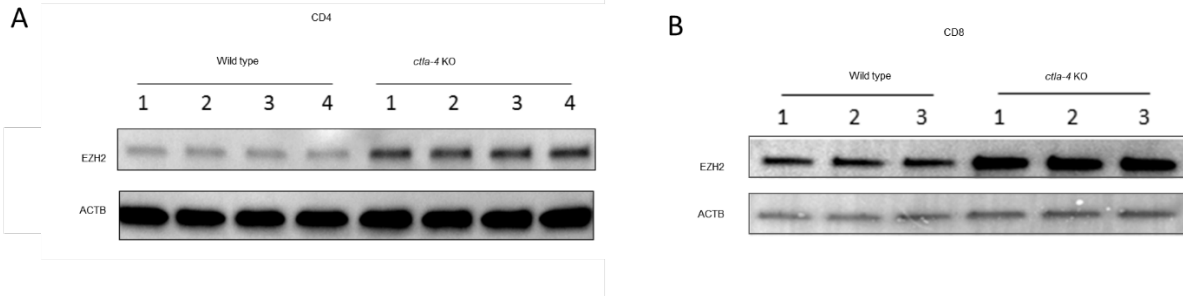 A
CD4
Wild type ctla-4 KO
1 2 3 4 1 2 3 4
EZH2
ACTB
B
CD8
Wild type ctla-4 KO
1 2 3 1 2 3
EZH2
ACTB